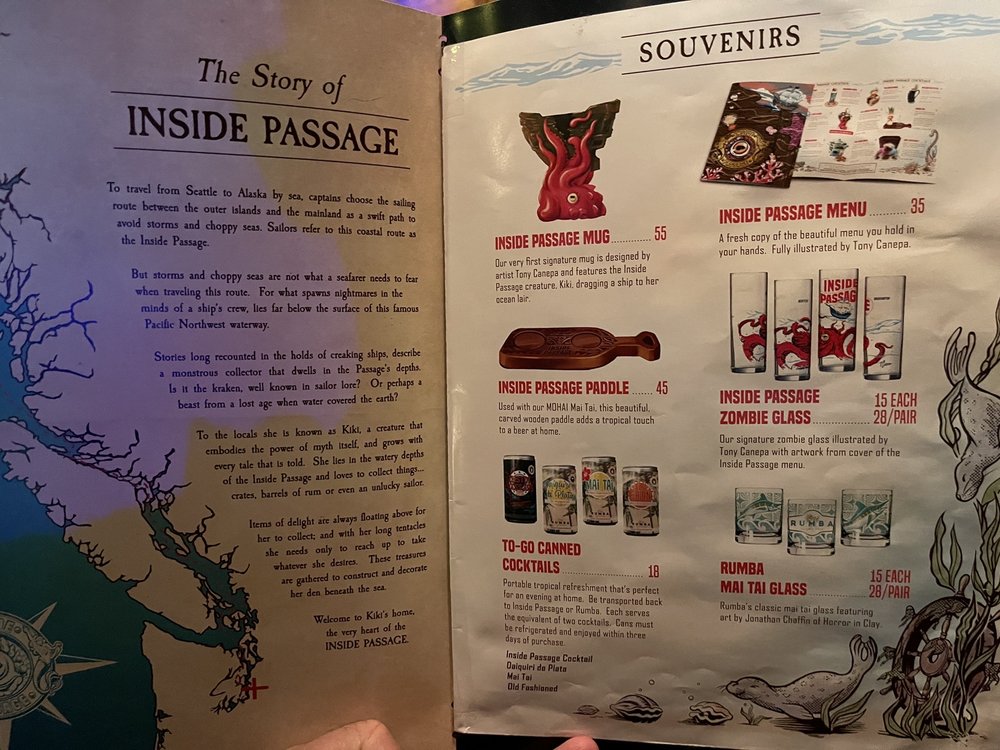 The Story of
INSIDE PASSAGE
To travel from Seattle to Alaska by sea, captains choose the sailing
route between the outer islands and the mainland as a swift path to
avoid storms and choppy seas. Sailors refer to this coastal route as
the Inside Passage.
But storms and choppy seas are not what a seafarer needs to fear
when traveling this route. For what spawns nightmares in the
minds of a ship's crew, lies far below the surface of this famous
Pacific Northwest waterway.
Stories long recounted in the holds of creaking ships, describe
a monstrous collector that dwells in the Passage's depths.
Is it the kraken, well known in sailor lore? Or perhaps a
beast from a lost age when water covered the earth?
To the locals she is known as Kiki, a creature that
embodies the power of myth itself, and grows with
every tale that is told. She lies in the watery depths
of the Inside Passage and loves to collect things...
crates, barrels of rum or even an unlucky sailor.
Items of delight are always floating above for
her to collect; and with her long tentacles
she needs only to reach up to take
whatever she desires. These treasures
are gathered to construct and decorate
her den beneath the sea.
Welcome to Kiki's home,
the very heart of the
INSIDE PASSAGE.
SOUVENIRS
INSIDE PASSAGE MUG 55
Our very first signature mug is designed by
artist Tony Canepa and features the Inside
Passage creature, Kiki, dragging a ship to her
ocean lair.
INSIDE PASSAGE PADDLE 45
Used with our MOHAI Mai Tai, this beautiful,
carved wooden paddle adds a tropical touch
to a beer at home.
MAI TAI
TO-GO CANNED
COCKTAILS 18
Portable tropical refreshment that's perfect
for an evening at home. Be transported back
to Inside Passage or Rumba. Each serves
the equivalent of two cocktails. Cans must
be refrigerated and enjoyed within three
days of purchase.
Inside Passage Cocktail
Daiquiri de Plata
Mai Tai
Old Fashioned
INSIDE PASSAGE MENU 35
A fresh copy of the beautiful menu you hold in
your hands. Fully illustrated by Tony Canepa.
INSIDE
PASSAG
INSIDE PASSAGE
ZOMBIE GLASS
15 EACH
28/PAIR
Our signature zombie glass illustrated by
Tony Canepa with artwork from cover of the
Inside Passage menu.
RUMBA
RUMBA
MAI TAI GLASS
15 EACH
28/PAIR
Rumba's classic mai tai glass featuring
art by Jonathan Chaffin of Horror in Clay.